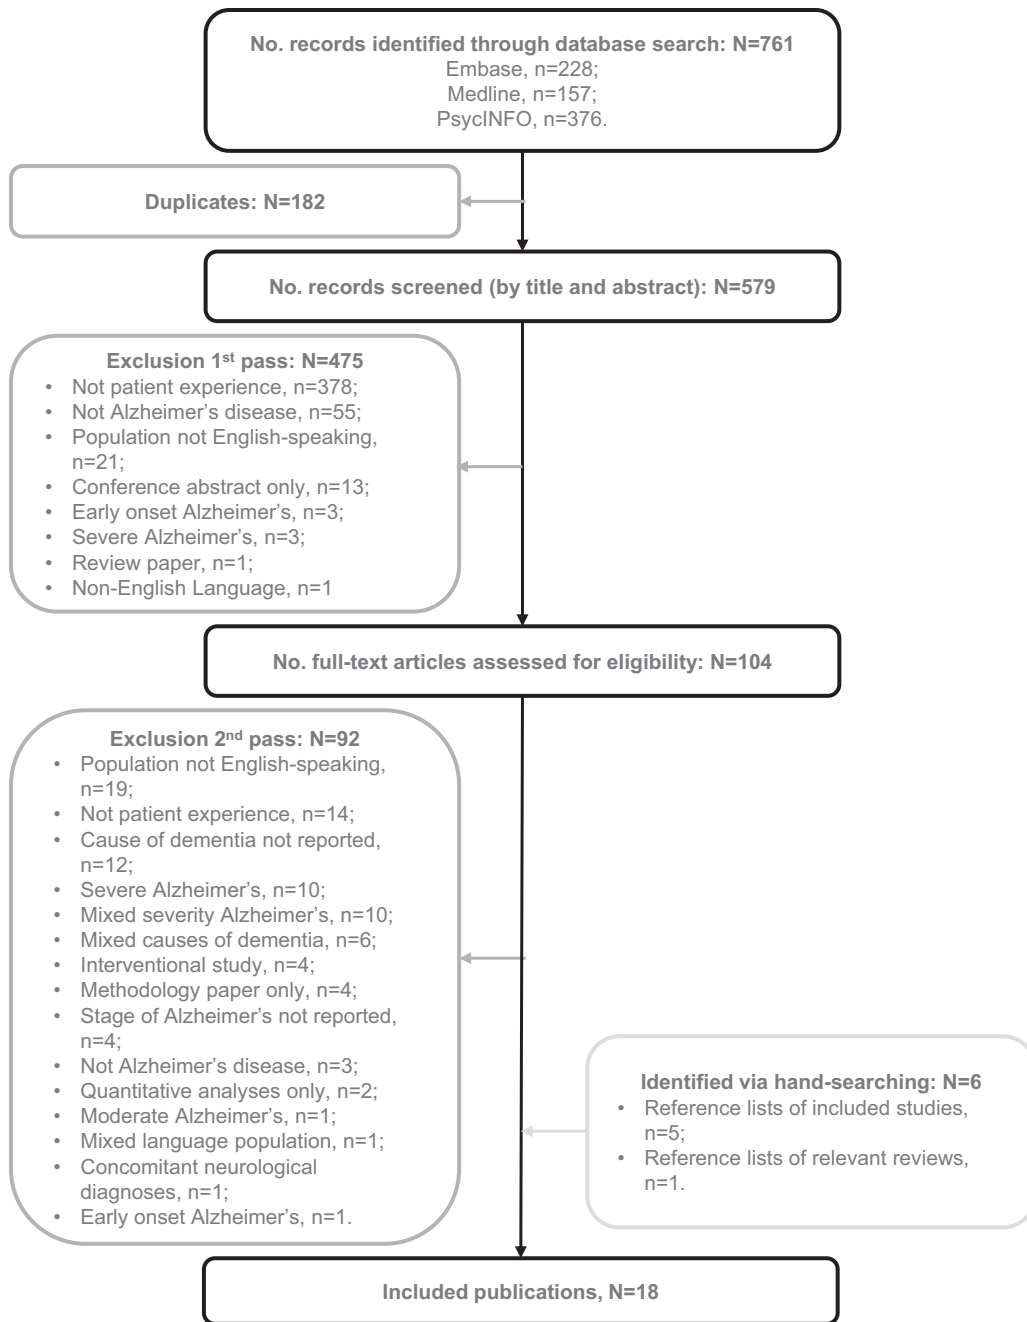 No. records identified through database search: N=761
Embase, n=228;
Medline, n=157;
PsycINFO, n=376.
Duplicates: N=182
No. records screened (by title and abstract): N=579
Exclusion 1st pass: N=475
• Not patient experience, n=378;
• Not Alzheimer's disease, n=55;
• Population not English-speaking,
n=21;
• Conference abstract only, n=13;
• Early onset Alzheimer's, n=3;
• Severe Alzheimer's, n=3;
• Review paper, n=1;
• Non-English Language, n=1
No. full-text articles assessed for eligibility: N=104
Exclusion 2nd pass: N=92
• Population not English-speaking,
n=19;
• Not patient experience, n=14;
• Cause of dementia not reported,
n=12;
• Severe Alzheimer's, n=10;
• Mixed severity Alzheimer's, n=10;
• Mixed causes of dementia, n=6;
• Interventional study, n=4;
• Methodology paper only, n=4;
• Stage of Alzheimer's not reported,
n=4;
• Not Alzheimer's disease, n=3;
• Quantitative analyses only, n=2;
• Moderate Alzheimer's, n=1;
• Mixed language population, n=1;
• Concomitant neurological
diagnoses, n=1;
• Early onset Alzheimer's, n=1.
Identified via hand-searching: N=6
• Reference lists of included studies,
n=5;
• Reference lists of relevant reviews,
n=1.
Included publications, N=18